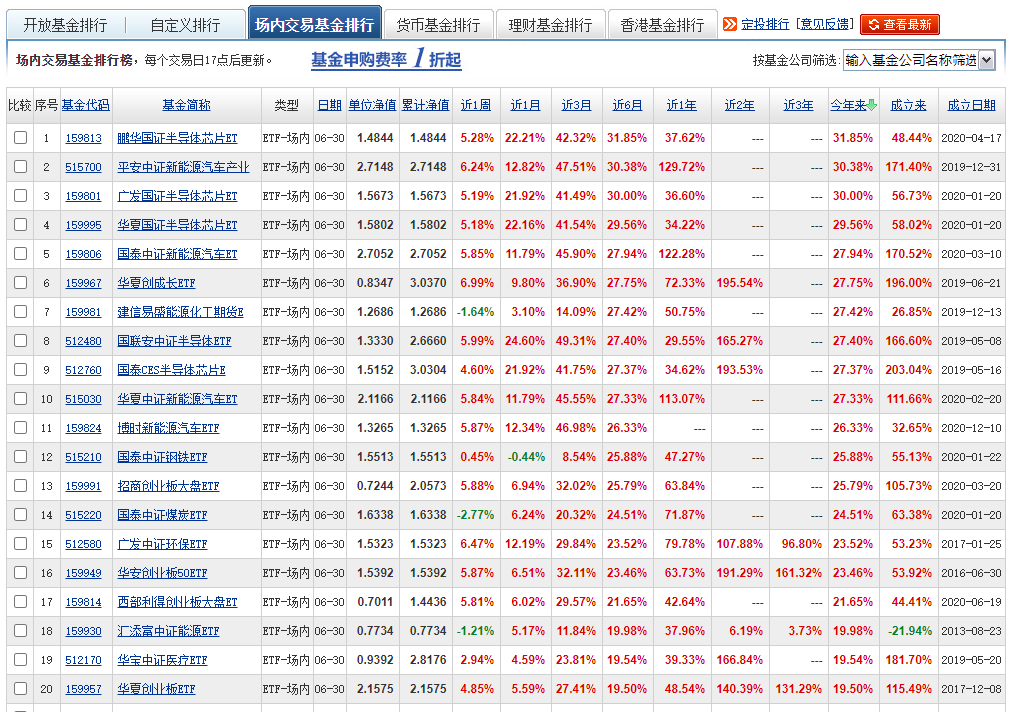 开放基金排行 自定义排行 场内交易基金排行 货币基金排行 理财基金排行 香港基金排行 定投排行 [意见反馈] 查看最新
场内交易基金排行榜，每个交易日17点后更新。 基金申购费率1折起 按基金公司筛选: 输入基金公司名称筛选
比较 序号 基金代码 基金简称 类型 日期 单位净值 累计净值 近1周 近1月 近3月 近6月 近1年 近2年 近3年 今年来 成立来 成立日期
1 159813 鹏华国证半导体芯片ET ETF-场内 06-30 1.4844 1.4844 5.28% 22.21% 42.32% 31.85% 37.62% --- --- 31.85% 48.44% 2020-04-17
2 515700 平安中证新能源汽车产业 ETF-场内 06-30 2.7148 2.7148 6.24% 12.82% 47.51% 30.38% 129.72% --- --- 30.38% 171.40% 2019-12-31
3 159801 广发国证半导体芯片ET ETF-场内 06-30 1.5673 1.5673 5.19% 21.92% 41.49% 30.00% 36.60% --- --- 30.00% 56.73% 2020-01-20
4 159995 华夏国证半导体芯片ET ETF-场内 06-30 1.5802 1.5802 5.18% 22.16% 41.54% 29.56% 34.22% --- --- 29.56% 58.02% 2020-01-20
5 159806 国泰中证新能源汽车ET ETF-场内 06-30 2.7052 2.7052 5.85% 11.79% 45.90% 27.94% 122.28% --- --- 27.94% 170.52% 2020-03-10
6 159967 华夏创成长ETF ETF-场内 06-30 0.8347 3.0370 6.99% 9.80% 36.90% 27.75% 72.33% 195.54% --- 27.75% 196.00% 2019-06-21
7 159981 建信易盛能源化工期货E ETF-场内 06-30 1.2686 1.2686 -1.64% 3.10% 14.09% 27.42% 50.75% --- --- 27.42% 26.85% 2019-12-13
8 512480 国联安中证半导体ETF ETF-场内 06-30 1.3330 2.6660 5.99% 24.60% 49.31% 27.40% 29.55% 165.27% --- 27.40% 166.60% 2019-05-08
9 512760 国泰CES半导体芯片E ETF-场内 06-30 1.5152 3.0304 4.60% 21.92% 41.75% 27.37% 34.62% 193.53% --- 27.37% 203.04% 2019-05-16
10 515030 华夏中证新能源汽车ET ETF-场内 06-30 2.1166 2.1166 5.84% 11.79% 45.55% 27.33% 113.07% --- --- 27.33% 111.66% 2020-02-20
11 159824 博时新能源汽车ETF ETF-场内 06-30 1.3265 1.3265 5.87% 12.34% 46.98% 26.33% --- --- --- 26.33% 32.65% 2020-12-10
12 515210 国泰中证钢铁ETF ETF-场内 06-30 1.5513 1.5513 0.45% -0.44% 8.54% 25.88% 47.27% --- --- 25.88% 55.13% 2020-01-22
13 159991 招商创业板大盘ETF ETF-场内 06-30 0.7244 2.0573 5.88% 6.94% 32.02% 25.79% 63.84% --- --- 25.79% 105.73% 2020-03-20
14 515220 国泰中证煤炭ETF ETF-场内 06-30 1.6338 1.6338 -2.77% 6.24% 20.32% 24.51% 71.87% --- --- 24.51% 63.38% 2020-01-20
15 512580 广发中证环保ETF ETF-场内 06-30 1.5323 1.5323 6.47% 12.19% 29.84% 23.52% 79.78% 107.88% 96.80% 23.52% 53.23% 2017-01-25
16 159949 华安创业板50ETF ETF-场内 06-30 1.5392 1.5392 5.87% 6.51% 32.11% 23.46% 63.73% 191.29% 161.32% 23.46% 53.92% 2016-06-30
17 159814 西部利得创业板大盘ET ETF-场内 06-30 0.7011 1.4436 5.81% 6.02% 29.57% 21.65% 42.64% --- --- 21.65% 44.41% 2020-06-19
18 159930 汇添富中证能源ETF ETF-场内 06-30 0.7734 0.7734 -1.21% 5.17% 11.84% 19.98% 37.96% 6.19% 3.73% 19.98% -21.94% 2013-08-23
19 512170 华宝中证医疗ETF ETF-场内 06-30 0.9392 2.8176 2.94% 4.59% 23.81% 19.54% 39.33% 166.84% --- 19.54% 181.70% 2019-05-20
20 159957 华夏创业板ETF ETF-场内 06-30 2.1575 2.1575 4.85% 5.59% 27.41% 19.50% 48.54% 140.39% 131.29% 19.50% 115.49% 2017-12-08